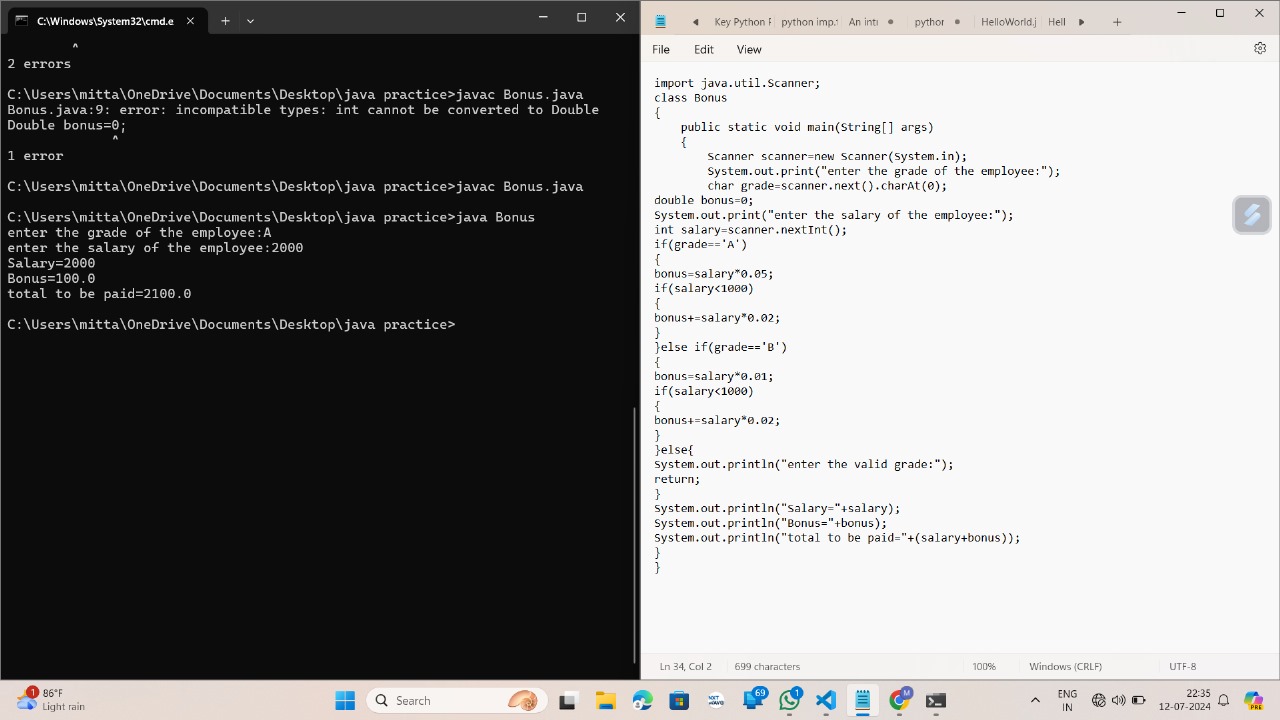 C:\Windows\System32\cmd.e
^
2 errors
C:\Users\mitta\OneDrive\Documents\Desktop\java practice>javac Bonus.java
Bonus.java:9: error: incompatible types: int cannot be converted to Double
Double bonus=0;
^
1 error
C:\Users\mitta\OneDrive\Documents\Desktop\java practice>javac Bonus.java
C:\Users\mitta\OneDrive\Documents\Desktop\java practice>java Bonus
enter the grade of the employee:A
enter the salary of the employee:2000
Salary=2000
Bonus=100.0
total to be paid=2100.0
C:\Users\mitta\OneDrive\Documents\Desktop\java practice>
Key Python F python imp.t An intr python HelloWorld.j Hell
File Edit View
import java.util.Scanner;
class Bonus
{
public static void main(String[] args)
{
Scanner scanner=new Scanner(System.in);
System.out.print("enter the grade of the employee:");
char grade=scanner.next().charAt(0);
double bonus=0;
System.out.print("enter the salary of the employee:");
int salary=scanner.nextInt();
if(grade=='A')
{
bonus=salary*0.05;
if(salary<1000)
{
bonus+=salary*0.02;
}
}else if(grade=='B')
{
bonus=salary*0.01;
if(salary<1000)
{
bonus+=salary*0.02;
}
}else{
System.out.println("enter the valid grade:");
return;
}
System.out.println("Salary="+salary);
System.out.println("Bonus="+bonus);
System.out.println("total to be paid="+(salary+bonus));
}
}
Ln 34, Col 2 699 characters 100% Windows (CRLF) UTF-8
1 86°F
Light rain
Search
69
1
M
ENG
IN
22:35
12-07-2024
PRE